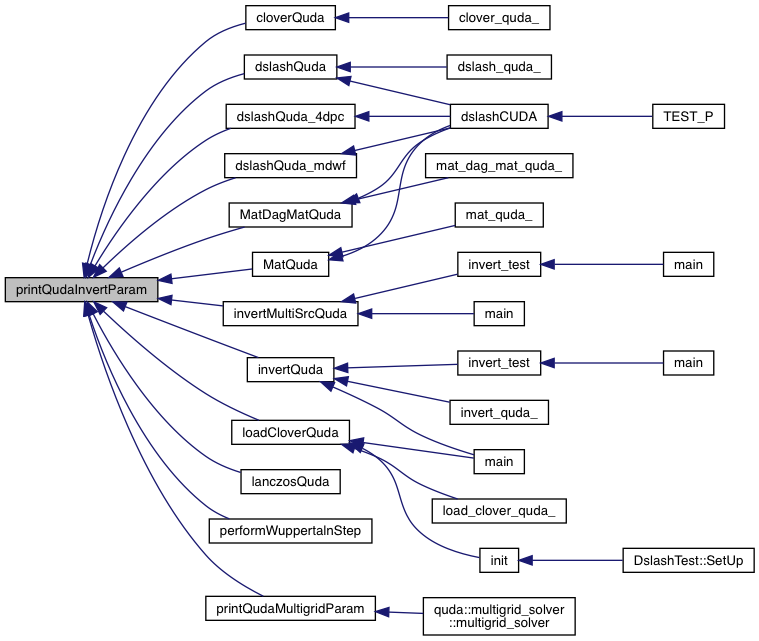 cloverQuda
clover_quda_
dslashQuda
dslash_quda_
dslashQuda_4dpc
dslashCUDA
TEST_P
dslashQuda_mdwf
mat_dag_mat_quda_
MatDagMatQuda
mat_quda_
MatQuda
invert_test
main
printQudaInvertParam
invertMultiSrcQuda
main
invertQuda
invert_test
main
invert_quda_
loadCloverQuda
main
lanczosQuda
load_clover_quda_
performWuppertalnStep
init
DslashTest::SetUp
printQudaMultigridParam
quda::multigrid_solver
::multigrid_solver